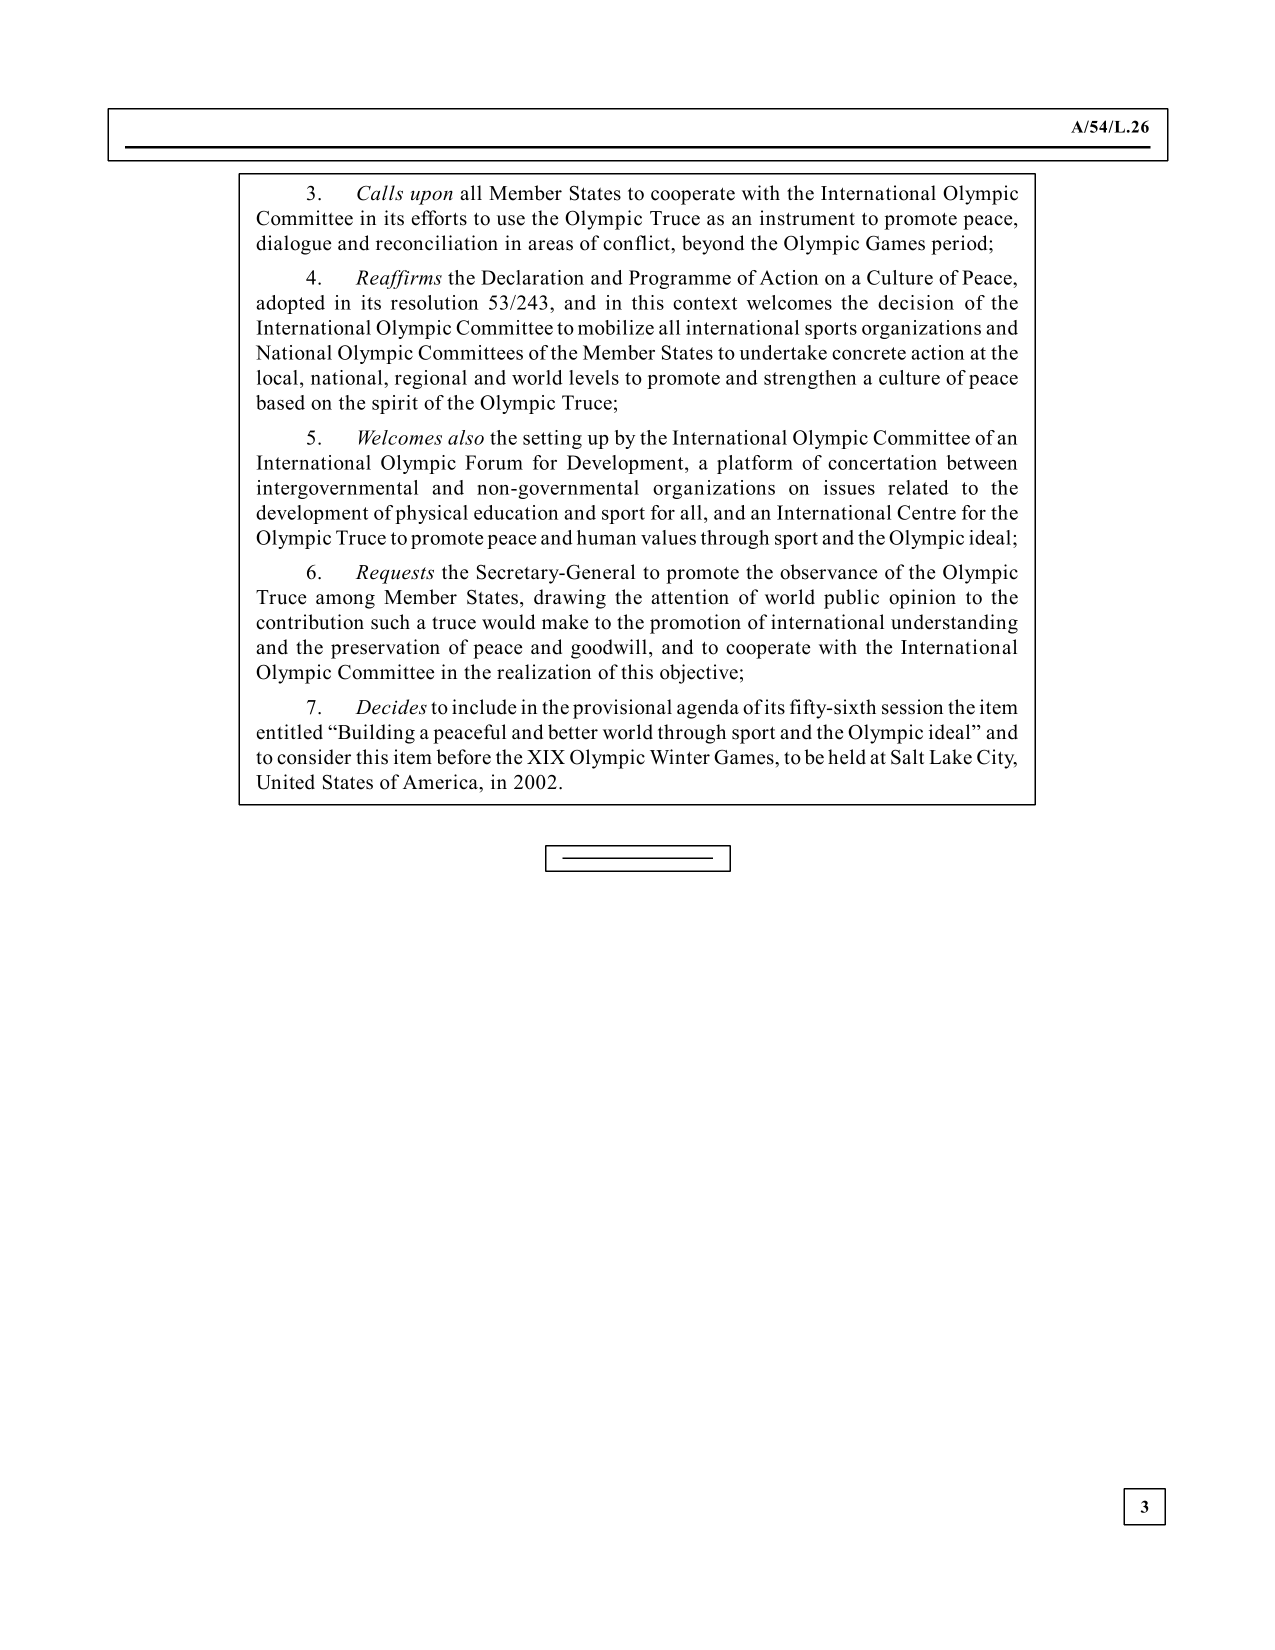 A/54/L.26
3. Calls upon all Member States to cooperate with the International Olympic
Committee in its efforts to use the Olympic Truce as an instrument to promote peace,
dialogue and reconciliation in areas of conflict, beyond the Olympic Games period;
4. Reaffirms the Declaration and Programme of Action on a Culture of Peace,
adopted in its resolution 53/243, and in this context welcomes the decision of the
International Olympic Committee to mobilize all international sports organizations and
National Olympic Committees of the Member States to undertake concrete action at the
local, national, regional and world levels to promote and strengthen a culture of peace
based on the spirit of the Olympic Truce;
5. Welcomes also the setting up by the International Olympic Committee of an
International Olympic Forum for Development, a platform of concertation between
intergovernmental and non-governmental organizations on issues related to the
development of physical education and sport for all, and an International Centre for the
Olympic Truce to promote peace and human values through sport and the Olympic ideal;
6. Requests the Secretary-General to promote the observance of the Olympic
Truce among Member States, drawing the attention of world public opinion to the
contribution such a truce would make to the promotion of international understanding
and the preservation of peace and goodwill, and to cooperate with the International
Olympic Committee in the realization of this objective;
7. Decides to include in the provisional agenda of its fifty-sixth session the item
entitled “Building a peaceful and better world through sport and the Olympic ideal” and
to consider this item before the XIX Olympic Winter Games, to be held at Salt Lake City,
United States of America, in 2002.
3